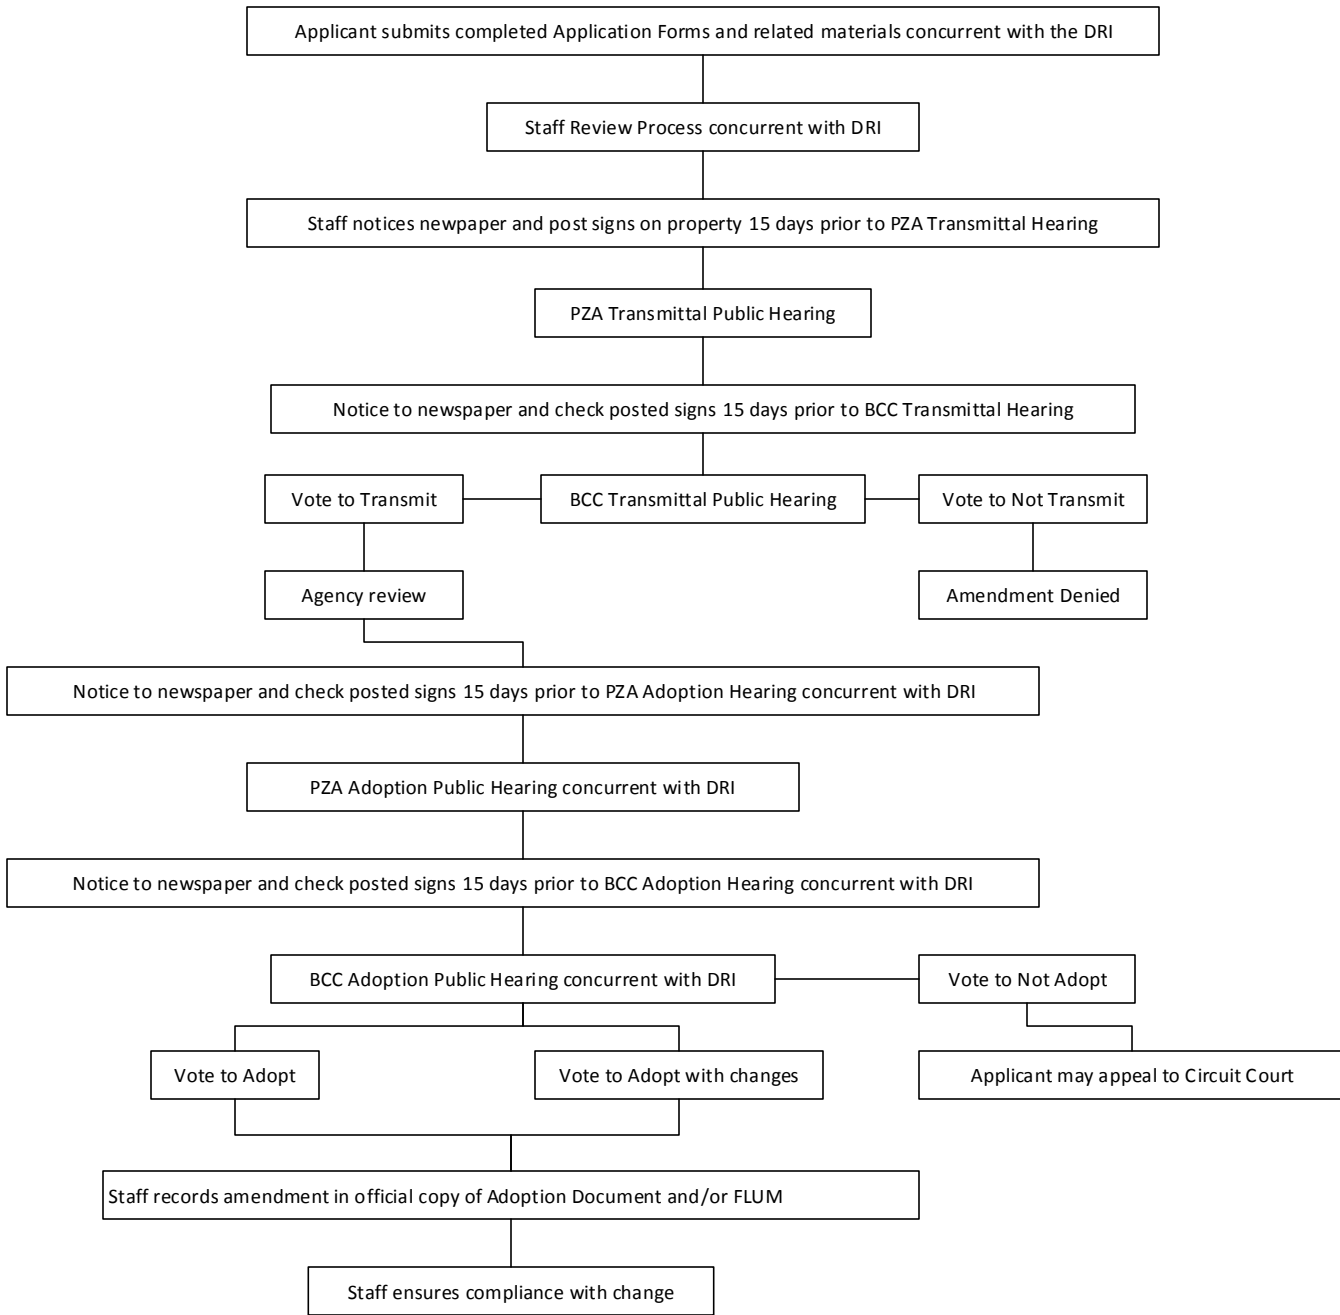 Applicant submits completed Application Forms and related materials concurrent with the DRI
Staff Review Process concurrent with DRI
Staff notices newpaper and post signs on property 15 days prior to PZA Transmittal Hearing
PZA Transmittal Public Hearing
Notice to newspaper and check posted signs 15 days prior to BCC Transmittal Hearing
Vote to Transmit
BCC Transmittal Public Hearing
Vote to Not Transmit
Agency review
Amendment Denied
Notice to newspaper and check posted signs 15 days prior to PZA Adoption Hearing concurrent with DRI
PZA Adoption Public Hearing concurrent with DRI
Notice to newspaper and check posted signs 15 days prior to BCC Adoption Hearing concurrent with DRI
BCC Adoption Public Hearing concurrent with DRI
Vote to Not Adopt
Vote to Adopt
Vote to Adopt with changes
Applicant may appeal to Circuit Court
Staff records amendment in official copy of Adoption Document and/or FLUM
Staff ensures compliance with change